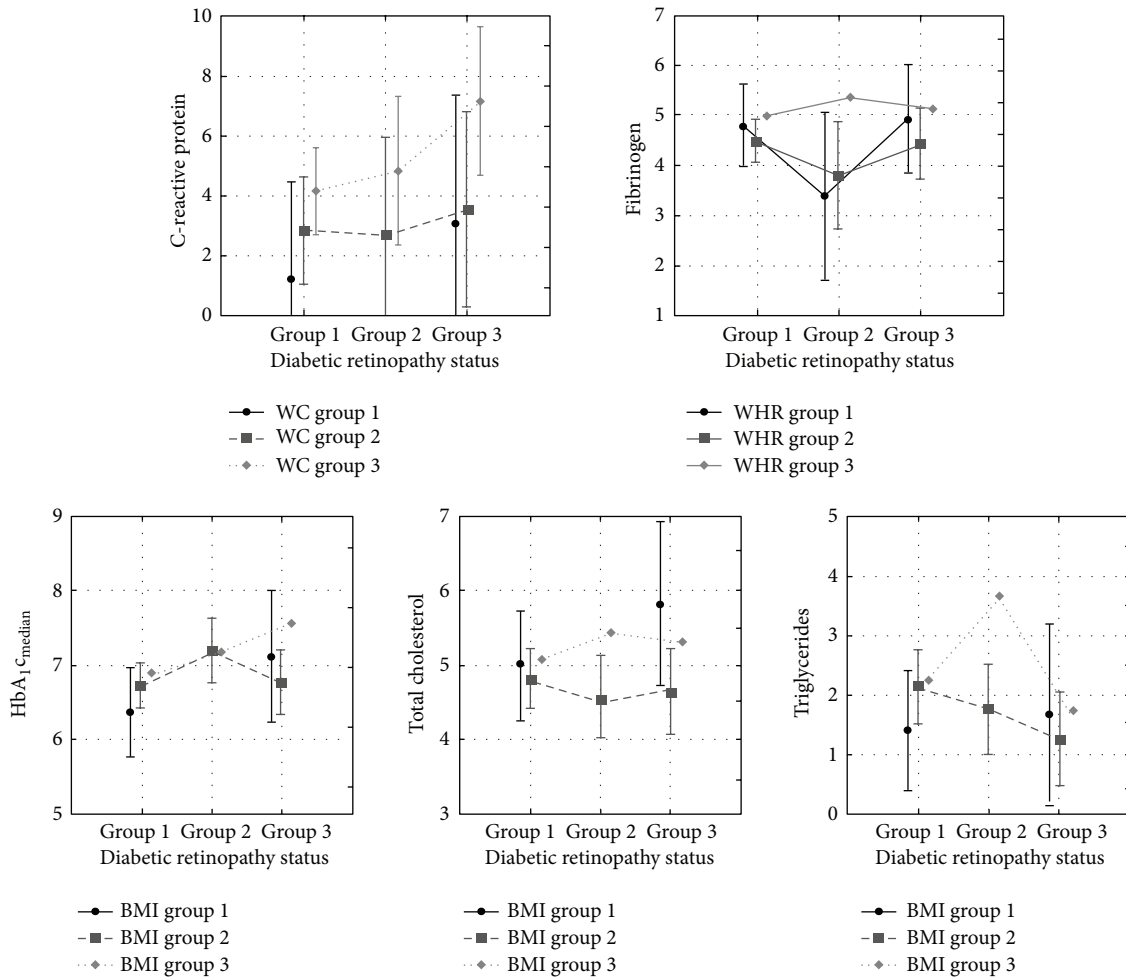 C-reactive protein
10
8
6
4
2
0
Group 1 Group 2 Group 3
Diabetic retinopathy status
WC group 1
WC group 2
WC group 3
Fibrinogen
7
6
5
4
3
2
1
Group 1 Group 2 Group 3
Diabetic retinopathy status
WHR group 1
WHR group 2
WHR group 3
HbA1cmedian
9
8
7
6
5
Group 1 Group 2 Group 3
Diabetic retinopathy status
BMI group 1
BMI group 2
BMI group 3
Total cholesterol
7
6
5
4
3
Group 1 Group 2 Group 3
Diabetic retinopathy status
BMI group 1
BMI group 2
BMI group 3
Triglycerides
5
4
3
2
1
0
Group 1 Group 2 Group 3
Diabetic retinopathy status
BMI group 1
BMI group 2
BMI group 3